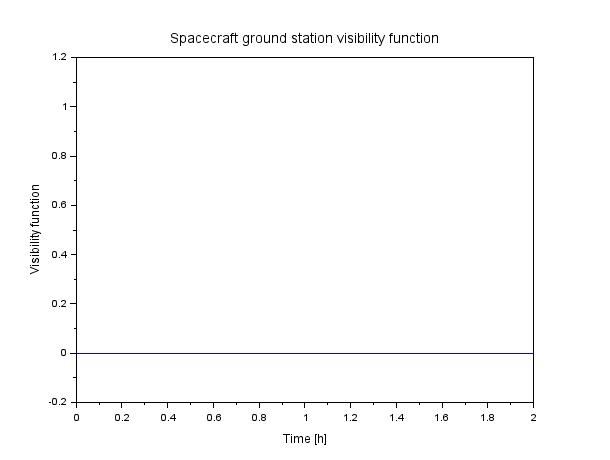 Spacecraft ground station visibility function
1.2
1
0.8
0.6
0.4
0.2
0
-0.2
Visibility function
0 0.2 0.4 0.6 0.8 1 1.2 1.4 1.6 1.8 2
Time [h]